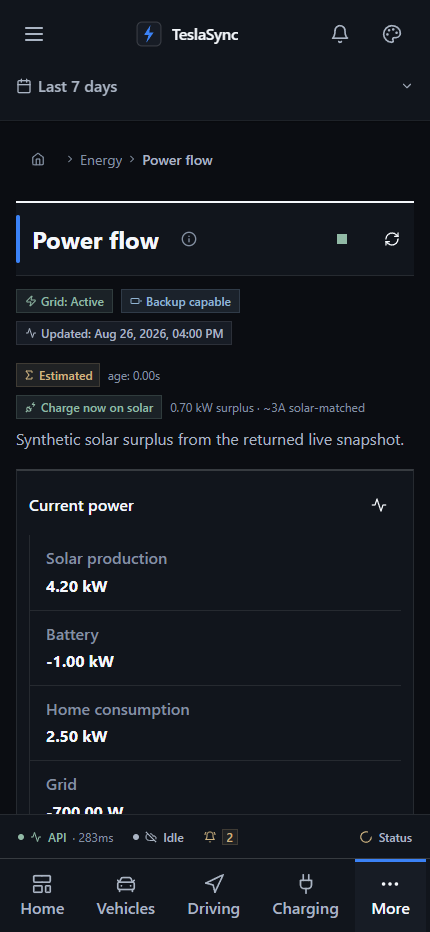 TeslaSync
Last 7 days
Energy > Power flow
Power flow
Grid: Active
Backup capable
Updated: Aug 26, 2026, 04:00 PM
Estimated
age: 0.00s
Charge now on solar
0.70 kW surplus · ~3A solar-matched
Synthetic solar surplus from the returned live snapshot.
Current power
Solar production
4.20 kW
Battery
-1.00 kW
Home consumption
2.50 kW
Grid
-700.00 W
API · 283ms
Idle
2
Status
Home
Vehicles
Driving
Charging
More